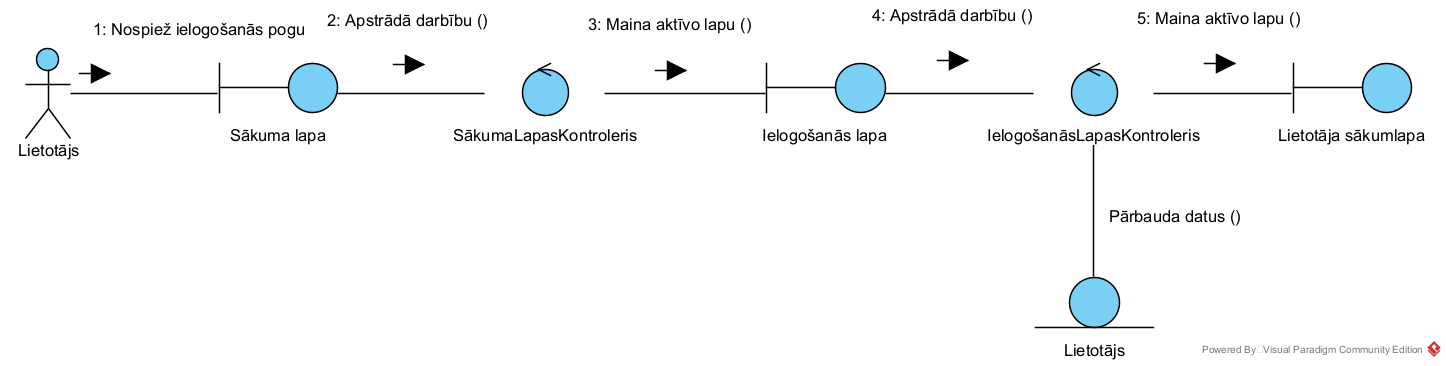 1: Nospiež ielogošanās pogu
2: Apstrādā darbību ()
3: Maina aktīvo lapu ()
4: Apstrādā darbību ()
5: Maina aktīvo lapu ()
Lietotājs
Sākuma lapa
SākumaLapasKontroleris
Ielogošanās lapa
IelogošanāsLapasKontroleris
Lietotāja sākumlapa
Pārbauda datus ()
Lietotājs
Powered By Visual Paradigm Community Edition